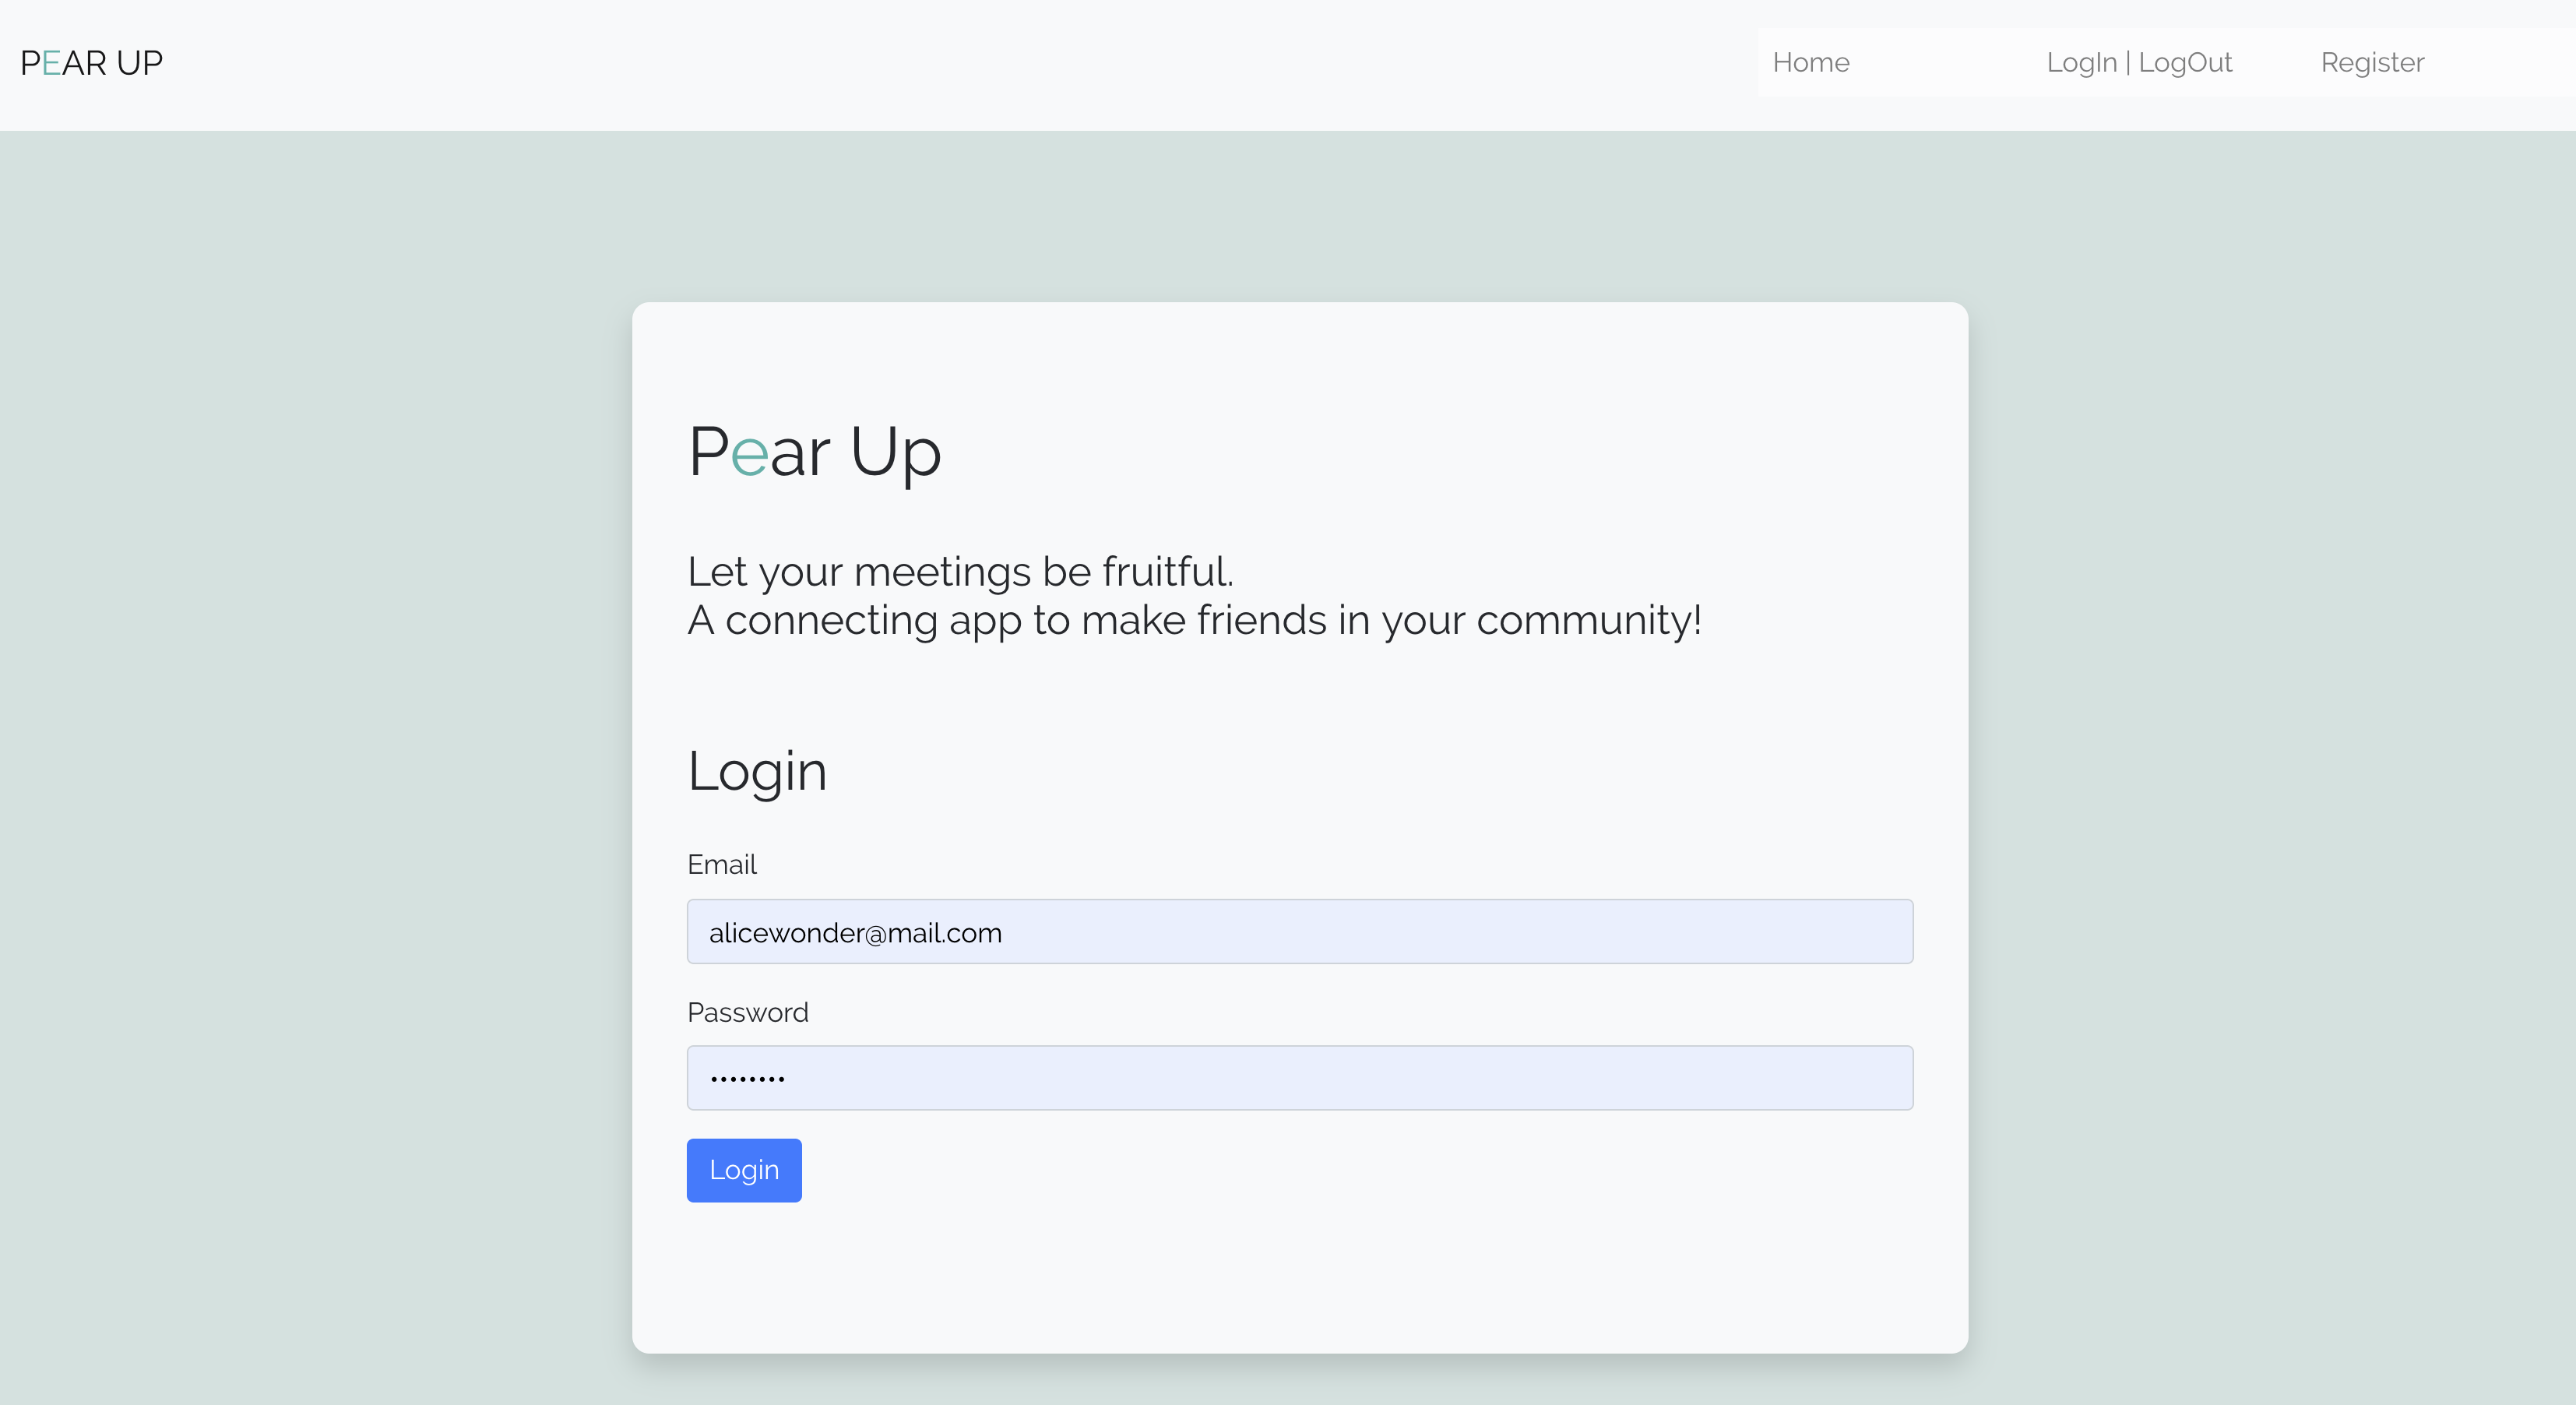 PEAR UP
Home LogIn | LogOut Register
Pear Up
Let your meetings be fruitful.
A connecting app to make friends in your community!
Login
Email
alicewonder@mail.com
Password
••••••••
Login